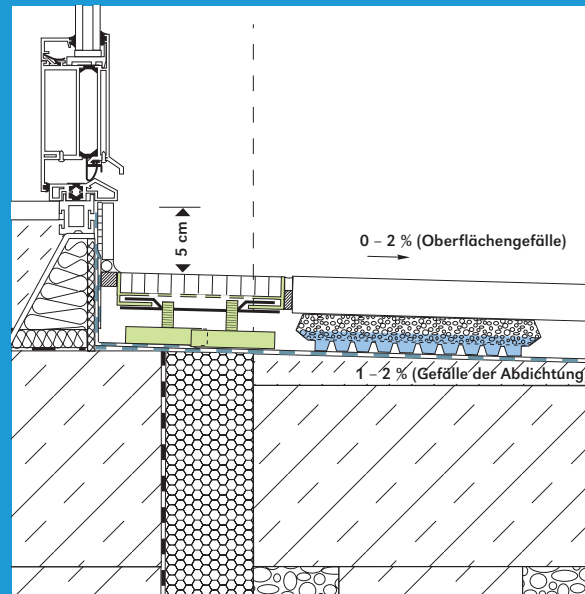 5 cm
0 – 2 % (Oberflächengefälle)
1 – 2 % (Gefälle der Abdichtung